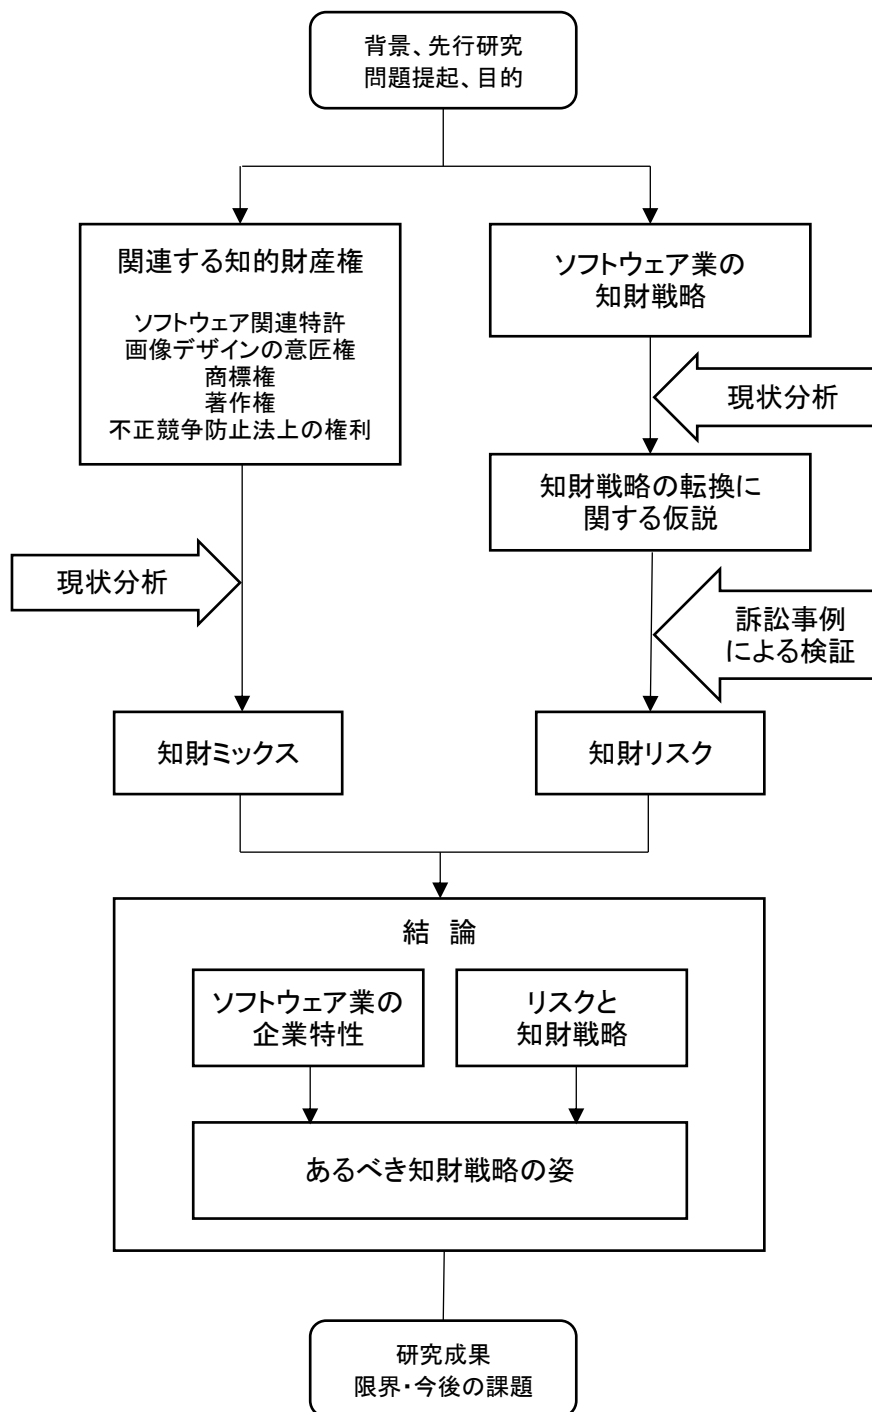 背景、先行研究
問題提起、目的
関連する知的財産権
ソフトウェア関連特許
画像デザインの意匠権
商標権
著作権
不正競争防止法上の権利
ソフトウェア業の
知財戦略
現状分析
知財戦略の転換に
関する仮説
現状分析
訴訟事例
による検証
知財ミックス
知財リスク
結 論
ソフトウェア業の
企業特性
リスクと
知財戦略
あるべき知財戦略の姿
研究成果
限界・今後の課題